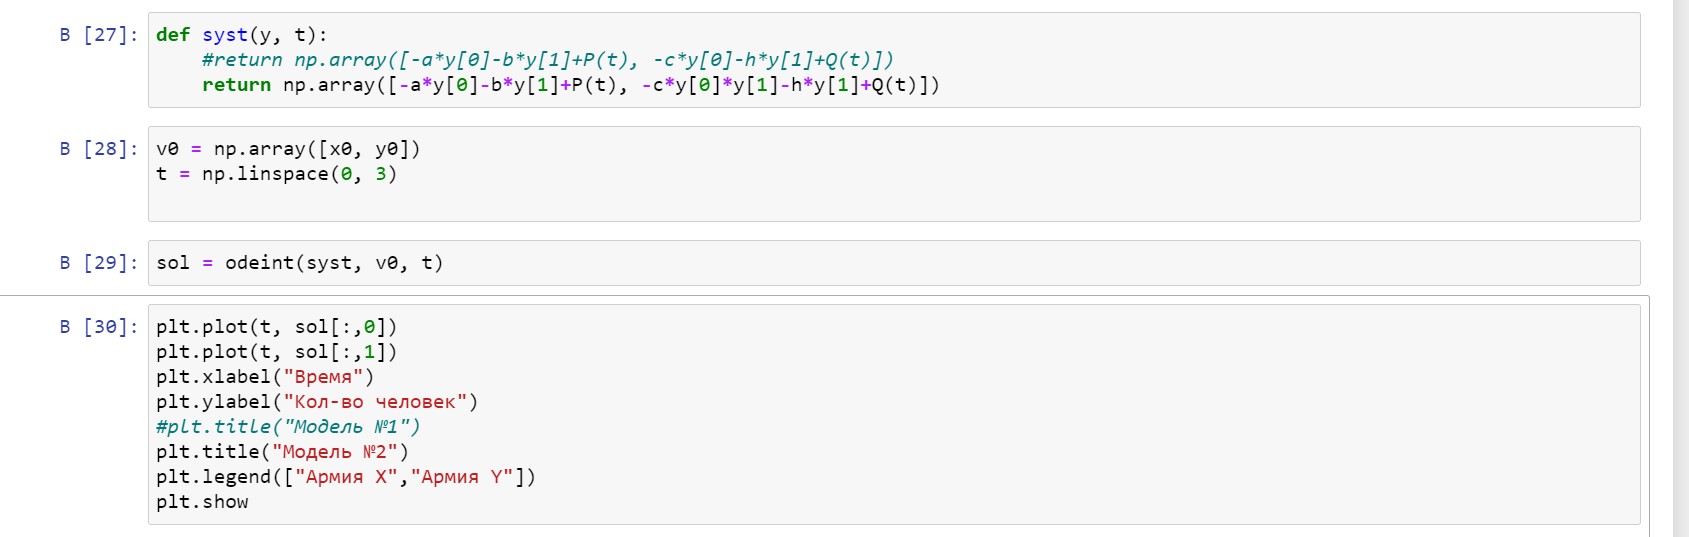 В [27]: def syst(y, t):
#return np.array([-a*y[0]-b*y[1]+P(t), -c*y[0]-h*y[1]+Q(t)])
return np.array([-a*y[0]-b*y[1]+P(t), -c*y[0]*y[1]-h*y[1]+Q(t)])
В [28]: v0 = np.array([x0, y0])
t = np.linspace(0, 3)
В [29]: sol = odeint(syst, v0, t)
В [30]: plt.plot(t, sol[:,0])
plt.plot(t, sol[:,1])
plt.xlabel("Время")
plt.ylabel("Кол-во человек")
#plt.title("Модель №1")
plt.title("Модель №2")
plt.legend(["Армия X","Армия Y"])
plt.show